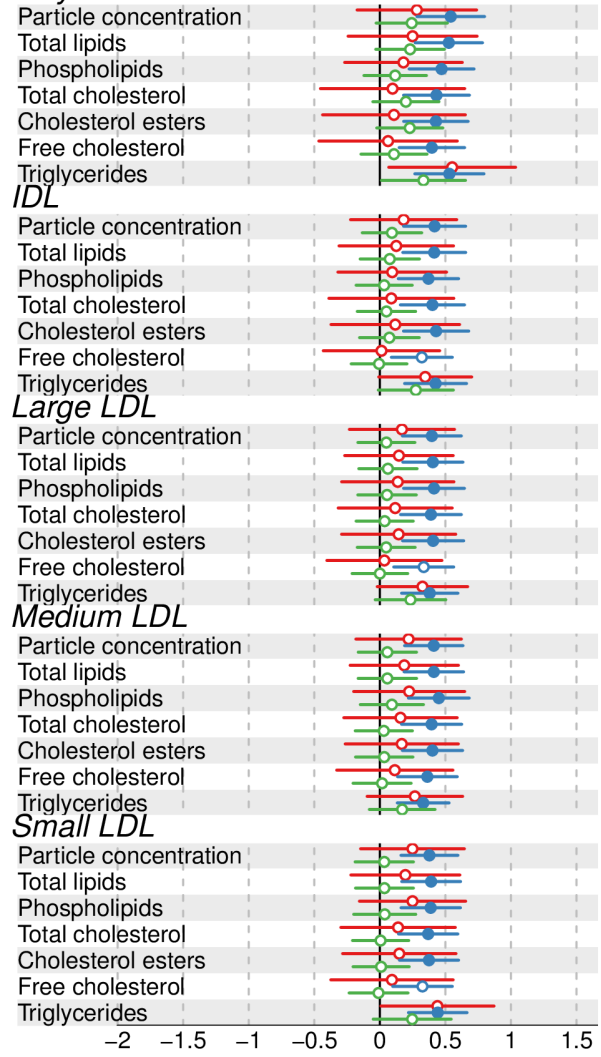 Particle concentration
Total lipids
Phospholipids
Total cholesterol
Cholesterol esters
Free cholesterol
Triglycerides
IDL
Particle concentration
Total lipids
Phospholipids
Total cholesterol
Cholesterol esters
Free cholesterol
Triglycerides
Large LDL
Particle concentration
Total lipids
Phospholipids
Total cholesterol
Cholesterol esters
Free cholesterol
Triglycerides
Medium LDL
Particle concentration
Total lipids
Phospholipids
Total cholesterol
Cholesterol esters
Free cholesterol
Triglycerides
Small LDL
Particle concentration
Total lipids
Phospholipids
Total cholesterol
Cholesterol esters
Free cholesterol
Triglycerides
−2 −1.5 −1 −0.5 0 0.5 1 1.5